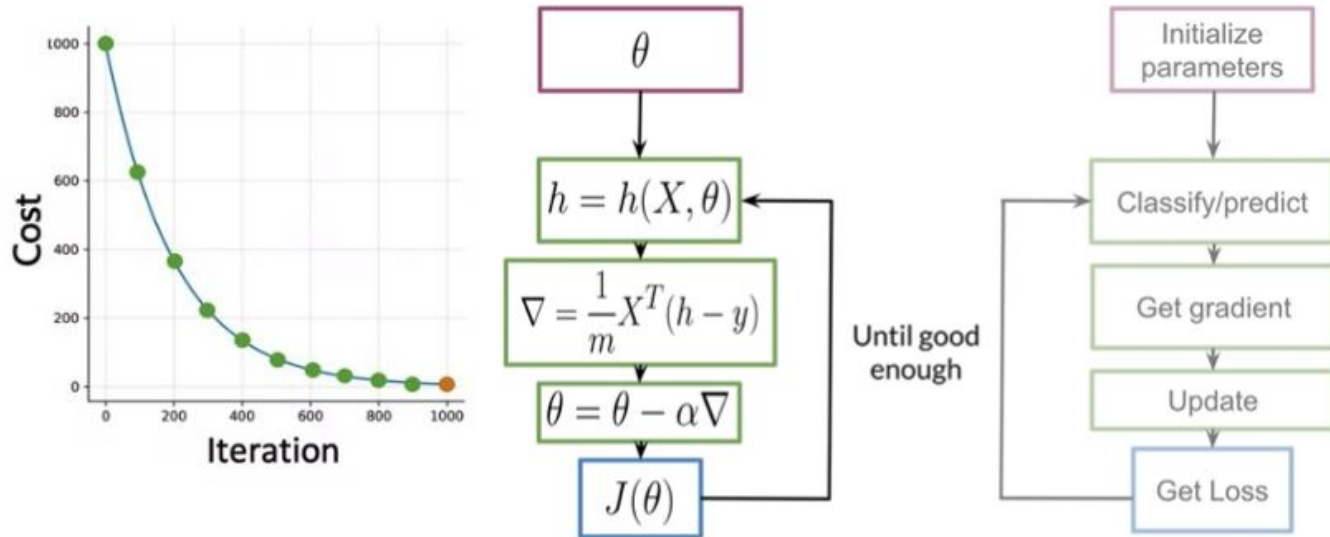 Cost
1000
800
600
400
200
0
0 200 400 600 800 1000
Iteration
θ
h = h(X, θ)
∇ = 1/m X^T (h − y)
θ = θ − α∇
J(θ)
Until good
enough
Initialize
parameters
Classify/predict
Get gradient
Update
Get Loss